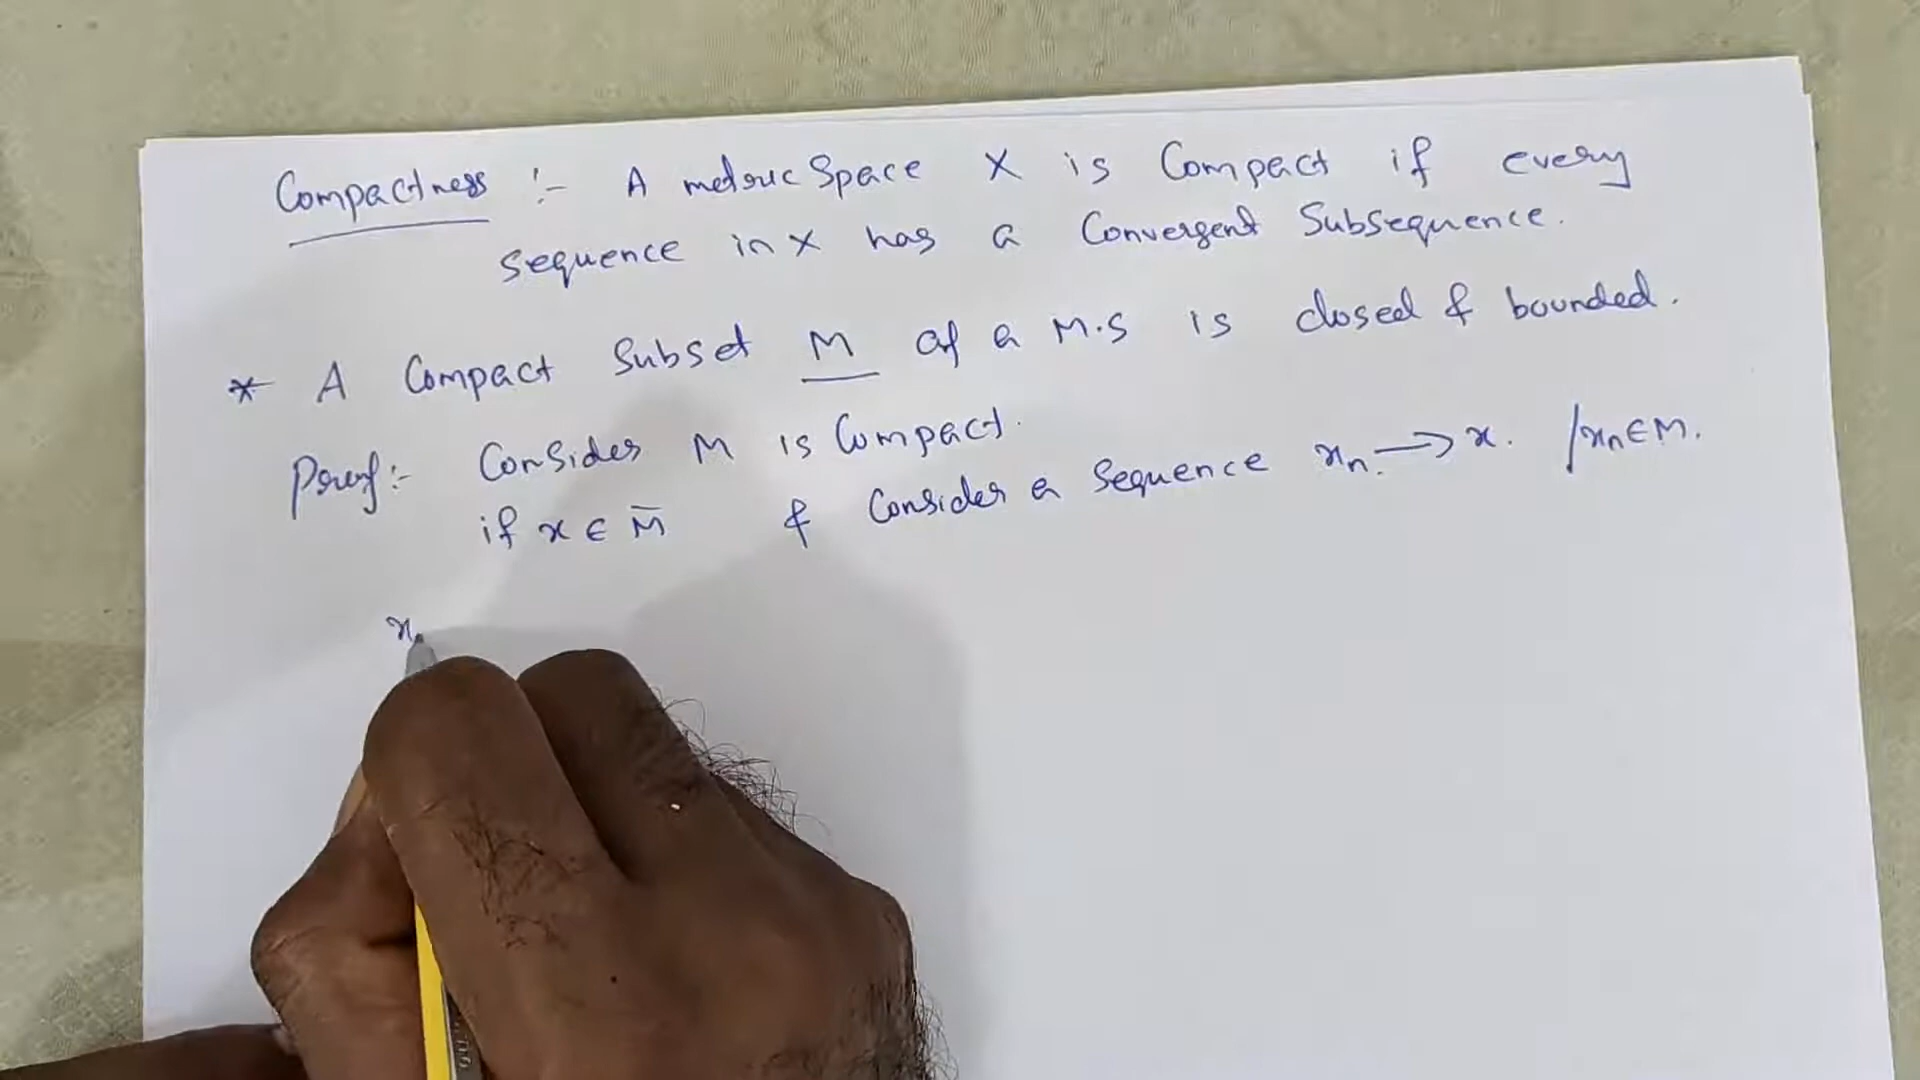 Compactness :- A metric Space X is Compact if every
sequence in X has a Convergent Subsequence.
* A Compact Subset M of a M.S is closed & bounded.
Proof:- Consider M is Compact.
if x ∈ M̄ & Consider a Sequence xn. → x. /xn∈M.
x